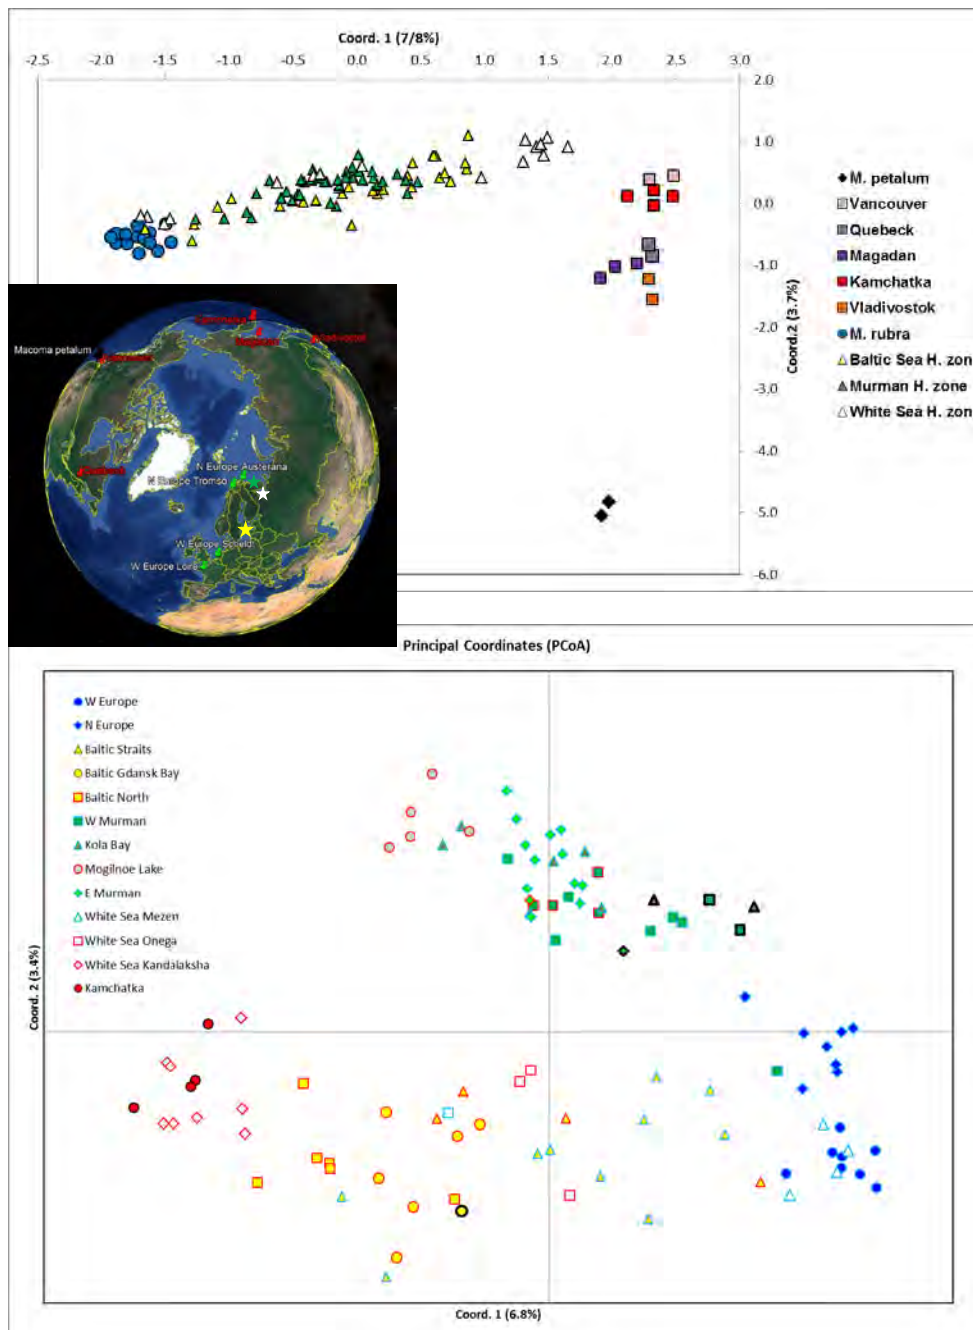 Coord. 1 (7/8%)
-2.5 -2.0 -1.5 -1.0 -0.5 0.0 0.5 1.0 1.5 2.0 2.5 3.0
2.0
1.0
0.0
-1.0
-2.0
-3.0
-4.0
-5.0
-6.0
Coord.2 (3.7%)
M. petalum
Vancouver
Quebeck
Magadan
Kamchatka
Vladivostok
M. rubra
Baltic Sea H. zon
Murman H. zone
White Sea H. zon
Macoma petalum
N Europe Austerana
N Europe Tromso
W Europe Scheld
W Europe Loire
Principal Coordinates (PCoA)
W Europe
N Europe
Baltic Straits
Baltic Gdansk Bay
Baltic North
W Murman
Kola Bay
Mogilnoe Lake
E Murman
White Sea Mezen
White Sea Onega
White Sea Kandalaksha
Kamchatka
Coord. 2 (3.4%)
Coord. 1 (6.8%)